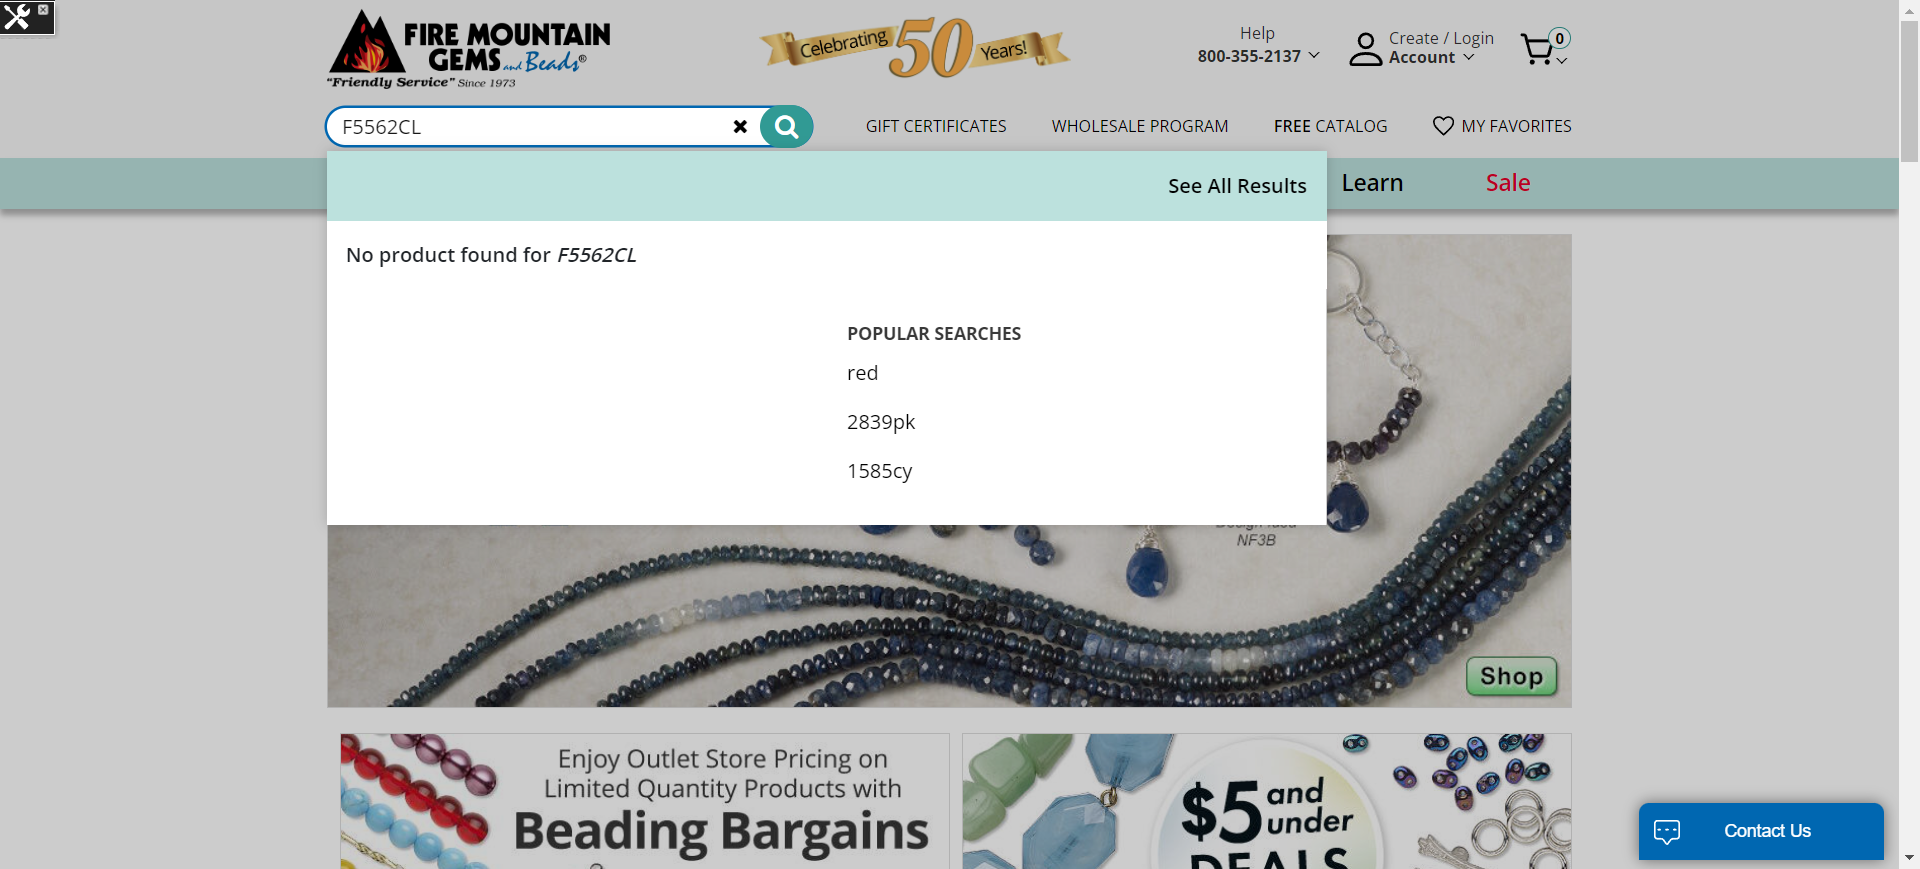 FIRE MOUNTAIN
GEMS and Beads®
"Friendly Service" Since 1973
Celebrating 50 Years!
Help
800-355-2137
Create / Login
Account
0
F5562CL
GIFT CERTIFICATES
WHOLESALE PROGRAM
FREE CATALOG
MY FAVORITES
See All Results
Learn
Sale
No product found for F5562CL
POPULAR SEARCHES
red
2839pk
1585cy
Design Idea
NF3B
Shop
Enjoy Outlet Store Pricing on
Limited Quantity Products with
Beading Bargains
$5 and
under
DEALS
Contact Us